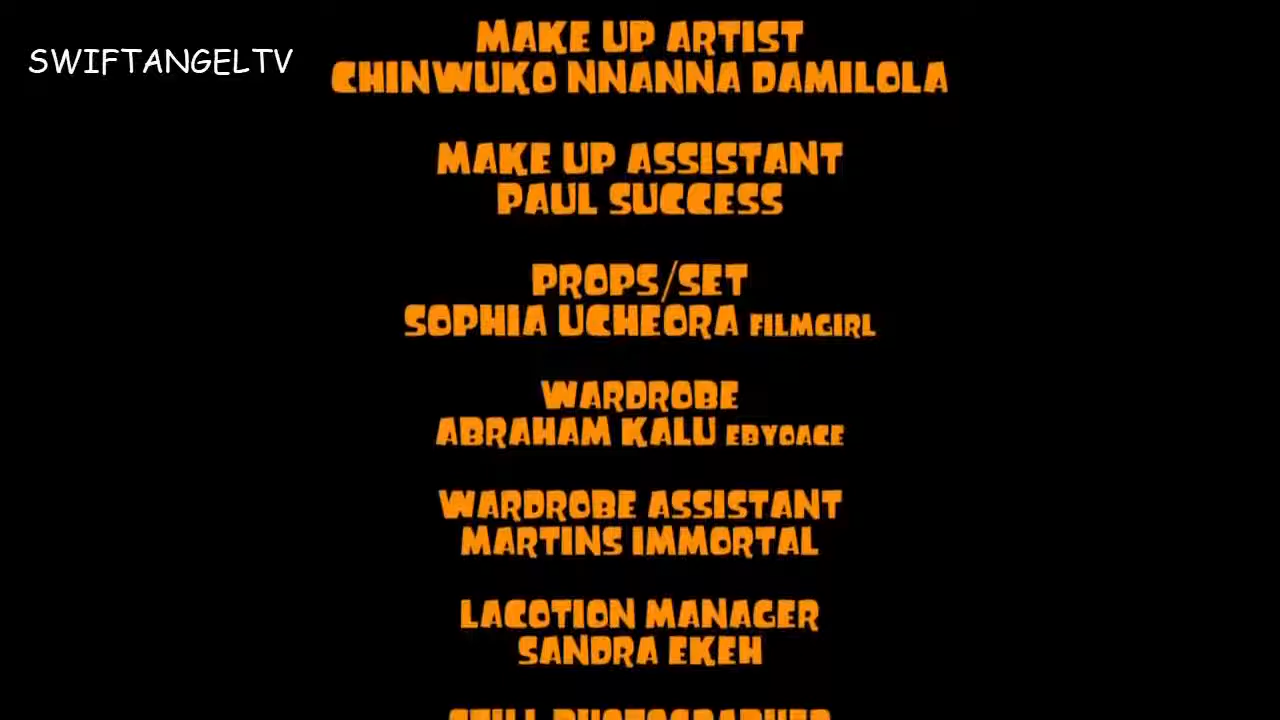 SWIFTANGELTV
MAKE UP ARTIST
CHINWUKO NNANNA DAMILOLA
MAKE UP ASSISTANT
PAUL SUCCESS
PROPS/SET
SOPHIA UCHEORA FILMGIRL
WARDROBE
ABRAHAM KALU EBYOACE
WARDROBE ASSISTANT
MARTINS IMMORTAL
LACOTION MANAGER
SANDRA EKEH